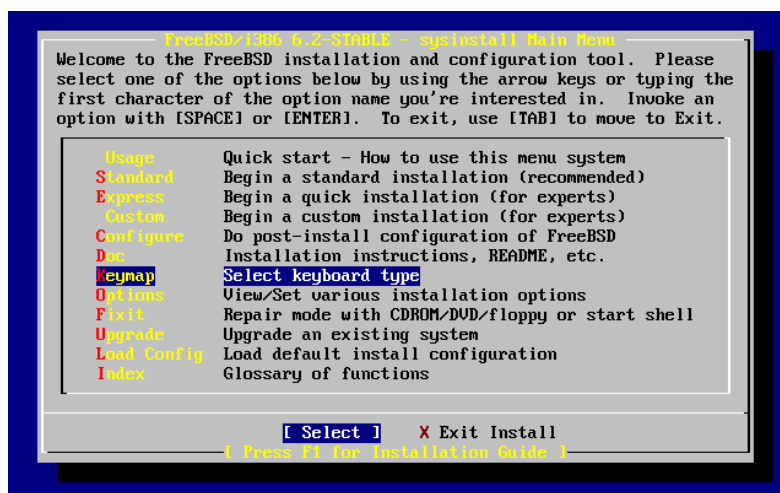 FreeBSD/i386 6.2-STABLE - sysinstall Main Menu
Welcome to the FreeBSD installation and configuration tool.  Please
select one of the options below by using the arrow keys or typing the
first character of the option name you're interested in.  Invoke an
option with [SPACE] or [ENTER].  To exit, use [TAB] to move to Exit.
Usage Quick start - How to use this menu system
Standard Begin a standard installation (recommended)
Express Begin a quick installation (for experts)
Custom Begin a custom installation (for experts)
Configure Do post-install configuration of FreeBSD
Doc Installation instructions, README, etc.
Keymap Select keyboard type
Options View/Set various installation options
Fixit Repair mode with CDROM/DVD/floppy or start shell
Upgrade Upgrade an existing system
Load Config Load default install configuration
Index Glossary of functions
[ Select ] X Exit Install
[ Press F1 for Installation Guide ]